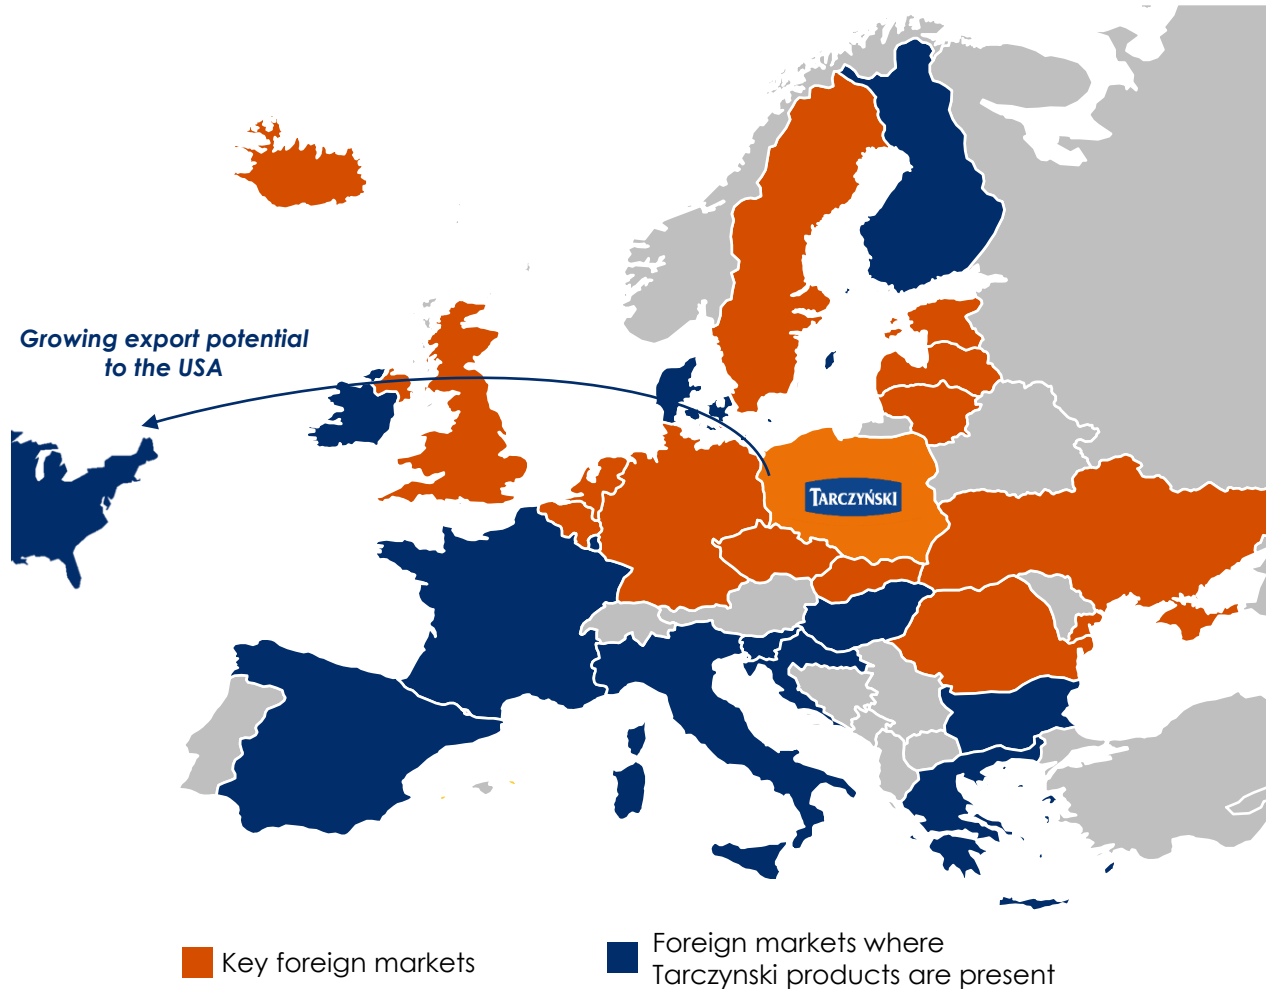 Growing export potential
to the USA
TARCZYŃSKI
Key foreign markets
Foreign markets where
Tarczynski products are present